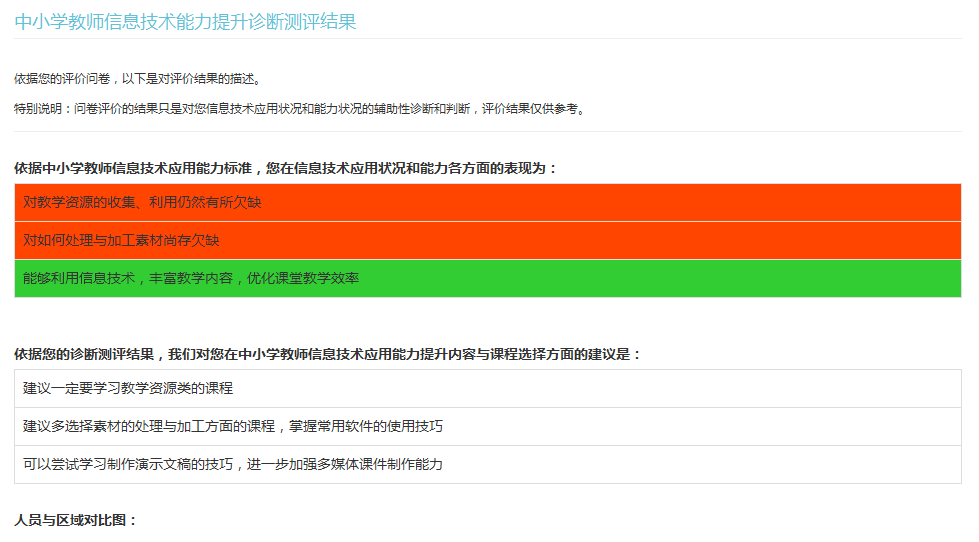 中小学教师信息技术能力提升诊断测评结果
依据您的评价问卷，以下是对评价结果的描述。
特别说明：问卷评价的结果只是对您信息技术应用状况和能力状况的辅助性诊断和判断，评价结果仅供参考。
依据中小学教师信息技术应用能力标准，您在信息技术应用状况和能力各方面的表现为：
对教学资源的收集、利用仍然有所欠缺
对如何处理与加工素材尚存欠缺
能够利用信息技术，丰富教学内容，优化课堂教学效率
依据您的诊断测评结果，我们对您在中小学教师信息技术应用能力提升内容与课程选择方面的建议是：
建议一定要学习教学资源类的课程
建议多选择素材的处理与加工方面的课程，掌握常用软件的使用技巧
可以尝试学习制作演示文稿的技巧，进一步加强多媒体课件制作能力
人员与区域对比图：